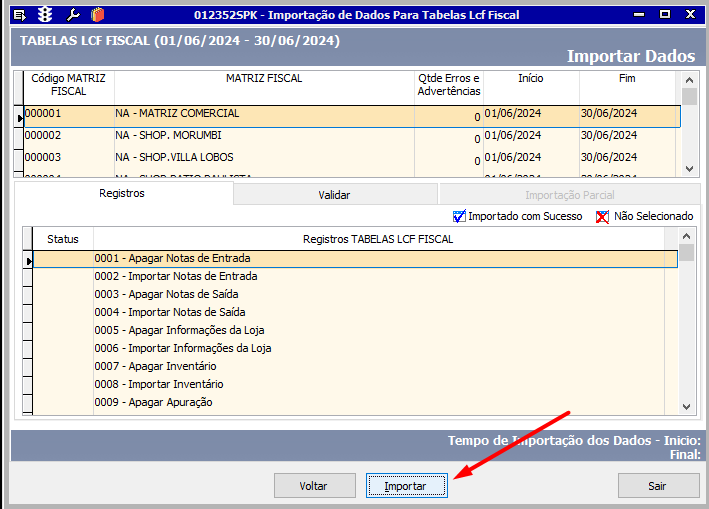 012352SPK - Importação de Dados Para Tabelas Lcf Fiscal
TABELAS LCF FISCAL (01/06/2024 - 30/06/2024)
Importar Dados
Código MATRIZ FISCAL MATRIZ FISCAL Qtde Erros e Advertências Início Fim
000001 NA - MATRIZ COMERCIAL 0 01/06/2024 30/06/2024
000002 NA - SHOP. MORUMBI 0 01/06/2024 30/06/2024
000003 NA - SHOP.VILLA LOBOS 0 01/06/2024 30/06/2024
Registros Validar Importação Parcial
Importado com Sucesso Não Selecionado
Status Registros TABELAS LCF FISCAL
0001 - Apagar Notas de Entrada
0002 - Importar Notas de Entrada
0003 - Apagar Notas de Saída
0004 - Importar Notas de Saída
0005 - Apagar Informações da Loja
0006 - Importar Informações da Loja
0007 - Apagar Inventário
0008 - Importar Inventário
0009 - Apagar Apuração
Tempo de Importação dos Dados - Inicio:
Final:
Voltar Importar Sair